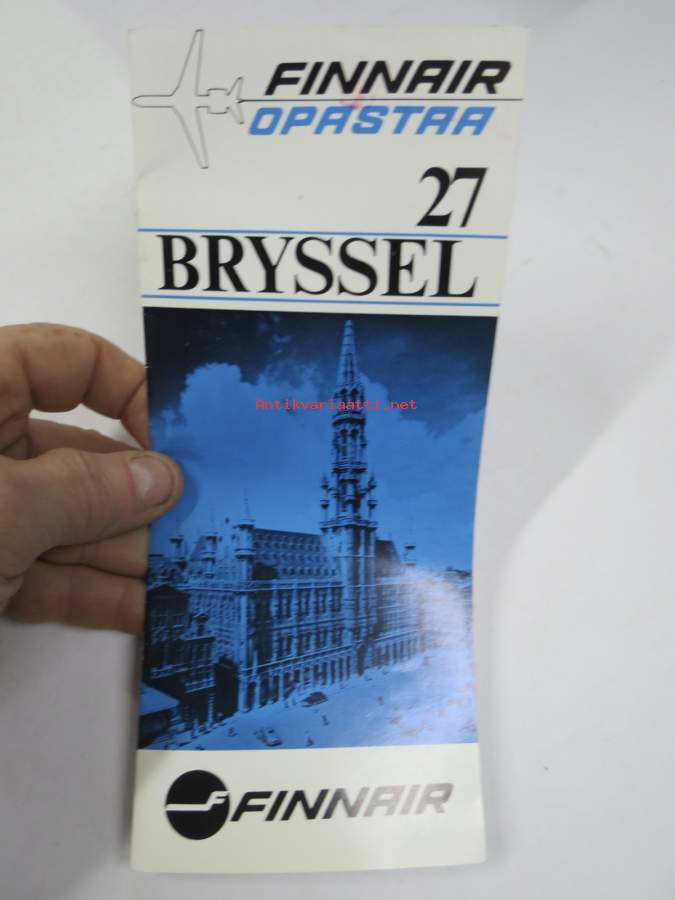 FINNAIR
OPASTAA
27
BRYSSEL
Antikvariaatti.net
FINNAIR